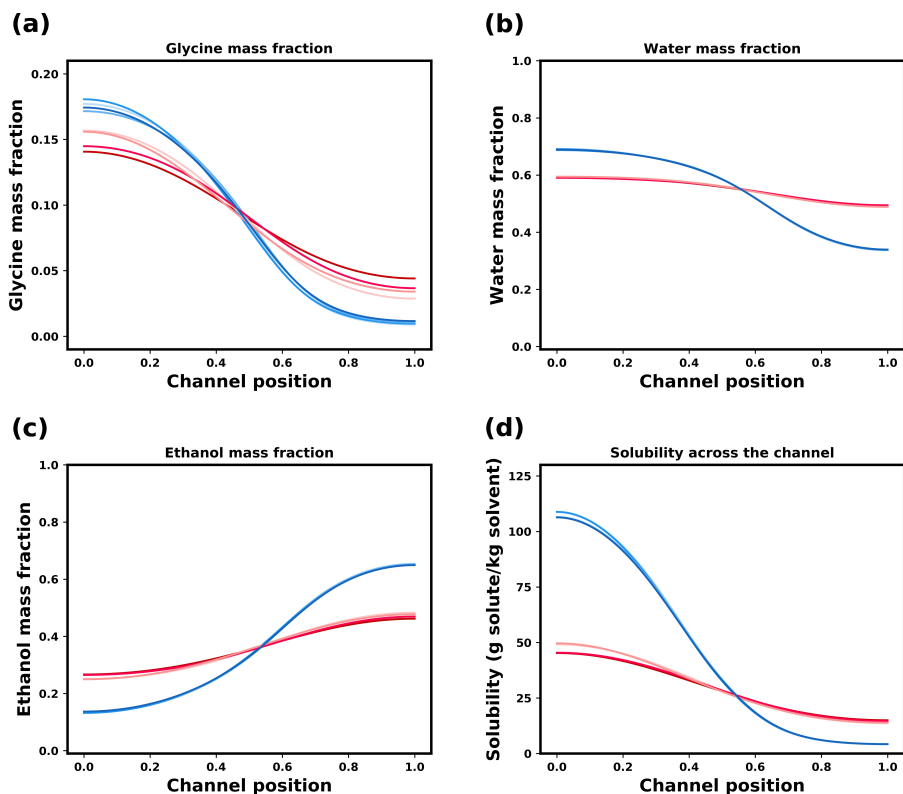 (a)
Glycine mass fraction
Glycine mass fraction
0.20
0.15
0.10
0.05
0.00
0.0 0.2 0.4 0.6 0.8 1.0
Channel position
(b)
Water mass fraction
Water mass fraction
1.0
0.8
0.6
0.4
0.2
0.0
0.0 0.2 0.4 0.6 0.8 1.0
Channel position
(c)
Ethanol mass fraction
Ethanol mass fraction
1.0
0.8
0.6
0.4
0.2
0.0
0.0 0.2 0.4 0.6 0.8 1.0
Channel position
(d)
Solubility across the channel
Solubility (g solute/kg solvent)
125
100
75
50
25
0
0.0 0.2 0.4 0.6 0.8 1.0
Channel position